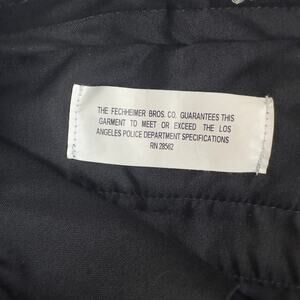 THE FECHHEIMER BROS. CO. GUARANTEES THIS
GARMENT TO MEET OR EXCEED THE LOS
ANGELES POLICE DEPARTMENT SPECIFICATIONS
RN 28562